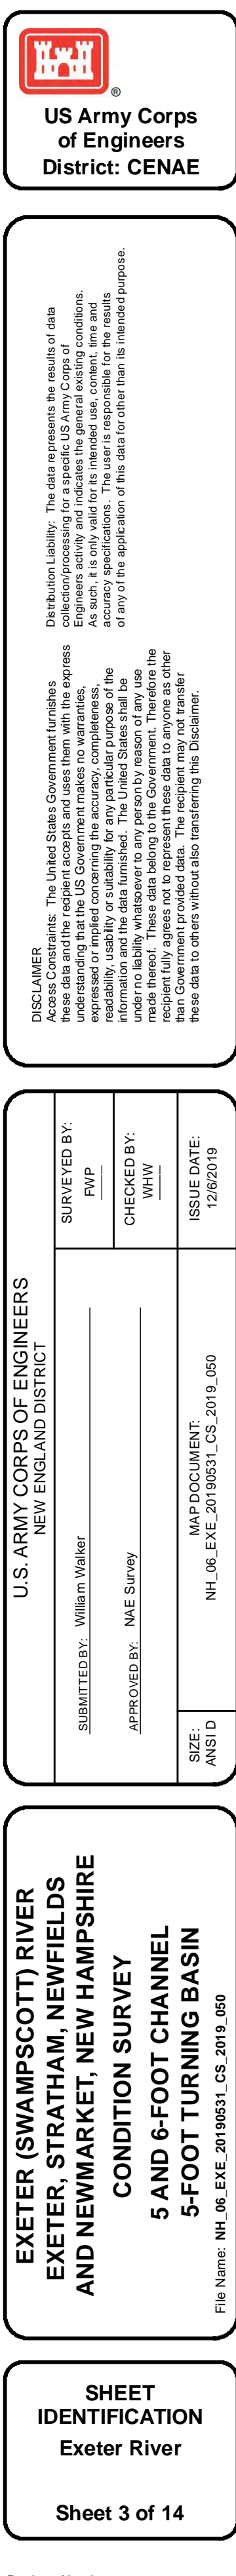 ®
US Army Corps
of Engineers
District: CENAE
DISCLAIMER
Access Constraints: The United States Government furnishes
these data and the recipient accepts and uses them with the express
understanding that the US Government makes no warranties,
expressed or implied concerning the accuracy, completeness,
readability, usability or suitability for any particular purpose of the
information and the data furnished. The United States shall be
under no liability whatsoever to any person by reason of any use
made thereof. These data belong to the Government. Therefore the
recipient fully agrees not to represent these data to anyone as other
than Government provided data. The recipient may not transfer
these data to others without also transferring this Disclaimer.
Distribution Liability: The data represents the results of data
collection/processing for a specific US Army Corps of
Engineers activity and indicates the general existing conditions.
As such, it is only valid for its intended use, content, time and
accuracy specifications. The user is responsible for the results
of any of the application of this data for other than its intended purpose.
U.S. ARMY CORPS OF ENGINEERS
NEW ENGLAND DISTRICT
SUBMITTED BY: William Walker
SURVEYED BY:
FWP
APPROVED BY: NAE Survey
CHECKED BY:
WHW
SIZE:
ANSI D
MAP DOCUMENT:
NH_06_EXE_20190531_CS_2019_050
ISSUE DATE:
12/6/2019
EXETER (SWAMPSCOTT) RIVER
EXETER, STRATHAM, NEWFIELDS
AND NEWMARKET, NEW HAMPSHIRE
CONDITION SURVEY
5 AND 6-FOOT CHANNEL
5-FOOT TURNING BASIN
File Name: NH_06_EXE_20190531_CS_2019_050
SHEET
IDENTIFICATION
Exeter River
Sheet 3 of 14